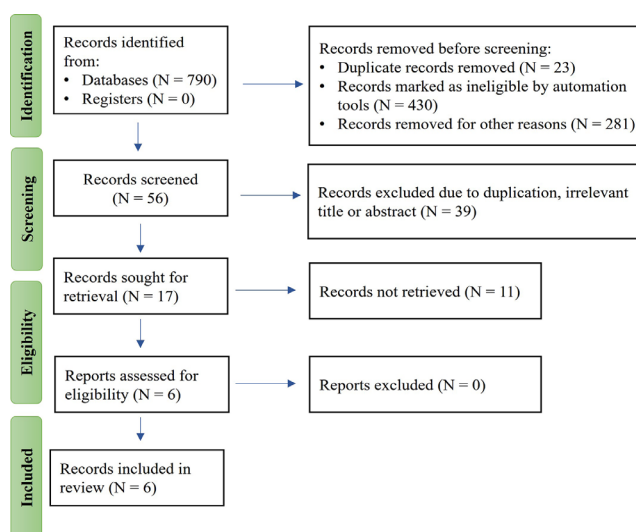 Identification
Records identified
from:
• Databases (N = 790)
• Registers (N = 0)
Records removed before screening:
• Duplicate records removed (N = 23)
• Records marked as ineligible by automation
tools (N = 430)
• Records removed for other reasons (N = 281)
Screening
Records screened
(N = 56)
Records excluded due to duplication, irrelevant
title or abstract (N = 39)
Records sought for
retrieval (N = 17)
Records not retrieved (N = 11)
Eligibility
Reports assessed for
eligibility (N = 6)
Reports excluded (N = 0)
Included
Records included in
review (N = 6)